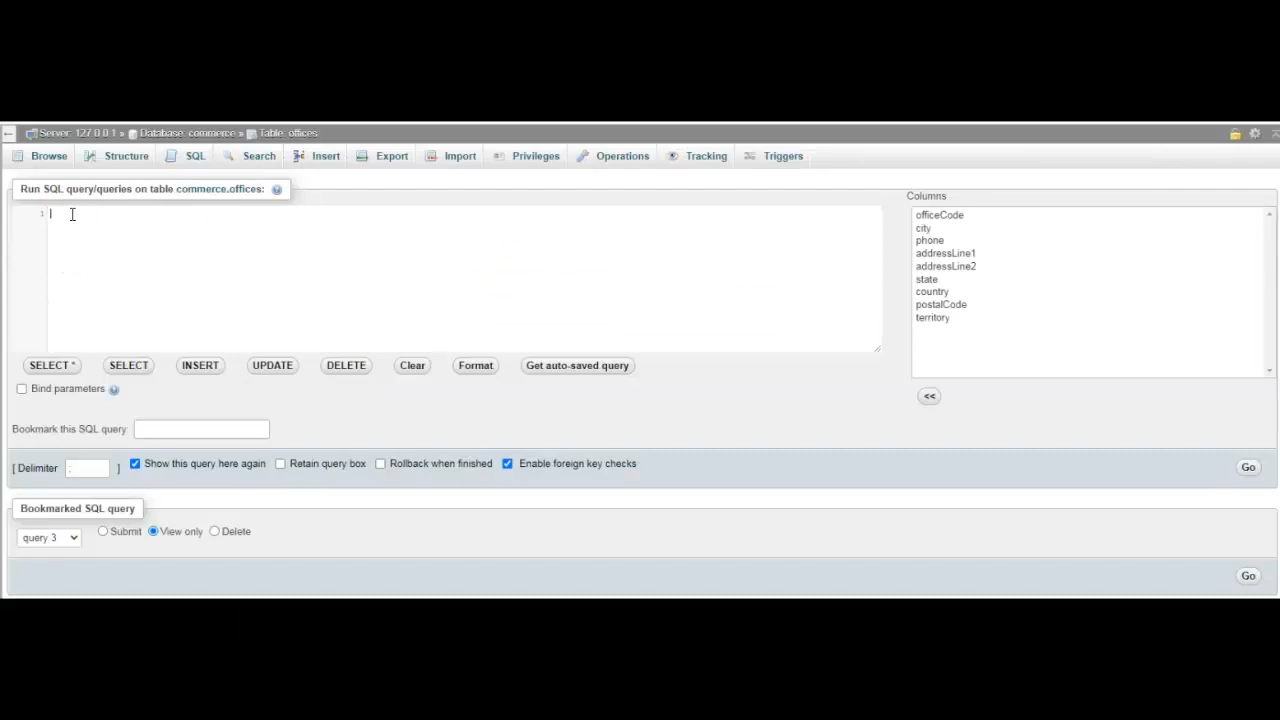 Server: 127.0.0.1 » Database: commerce » Table: offices
Browse Structure SQL Search Insert Export Import Privileges Operations Tracking Triggers
Run SQL query/queries on table commerce.offices:
1
SELECT * SELECT INSERT UPDATE DELETE Clear Format Get auto-saved query
Bind parameters
Bookmark this SQL query:
Columns
officeCode
city
phone
addressLine1
addressLine2
state
country
postalCode
territory
<<
[ Delimiter ; ] Show this query here again Retain query box Rollback when finished Enable foreign key checks Go
Bookmarked SQL query
query 3 Submit View only Delete
Go